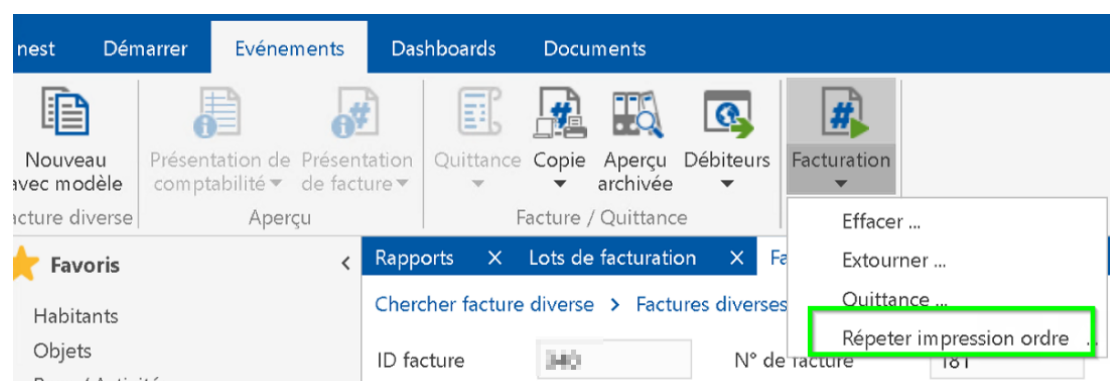 nest Démarrer Evénements Dashboards Documents
Nouveau Présentation de Présentation Quittance Copie Aperçu Débiteurs Facturation
avec modèle comptabilité de facture archivée
facture diverse Aperçu Facture / Quittance
Effacer ...
Favoris Rapports Lots de facturation
Extourner ...
Habitants Chercher facture diverse > Factures diverses Quittance ...
Répeter impression ordre ...
Objets ID facture N° de facture 181